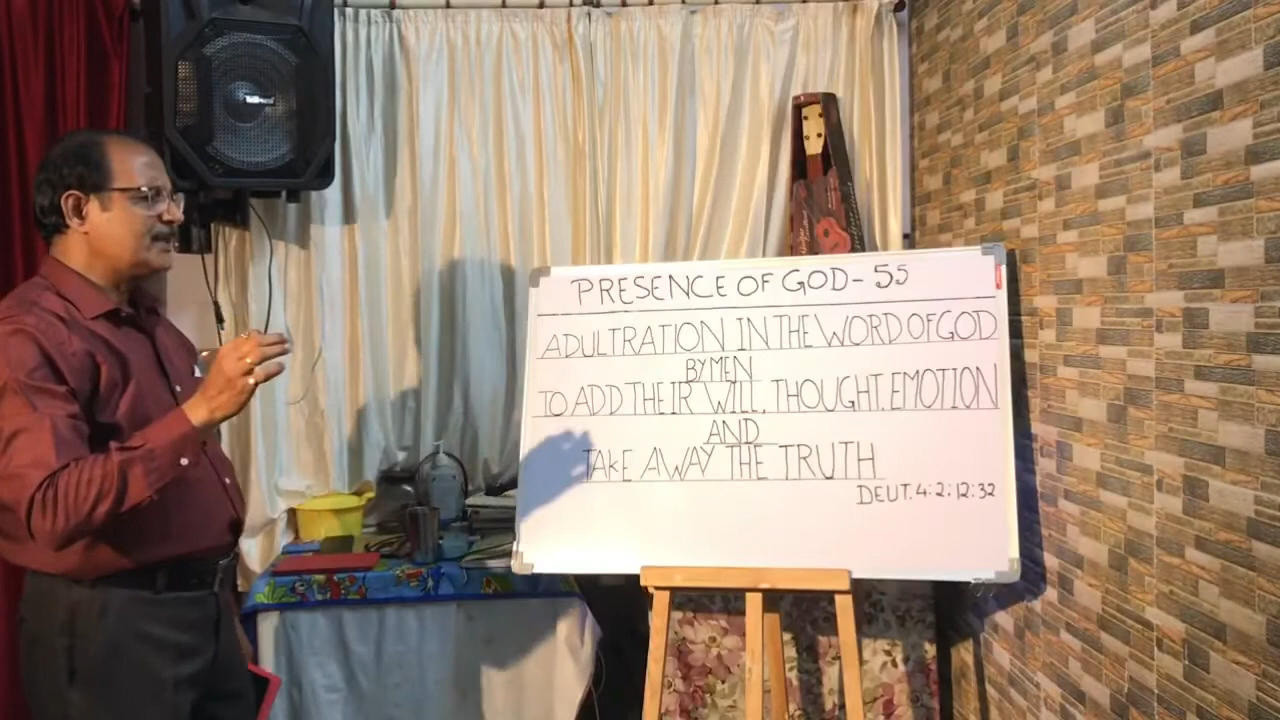 PRESENCE OF GOD - 55
ADULTRATION IN THE WORD OF GOD
BY MEN
TO ADD THEIR WILL, THOUGHT, EMOTION
AND
TAKE AWAY THE TRUTH
DEUT. 4:2; 12:32